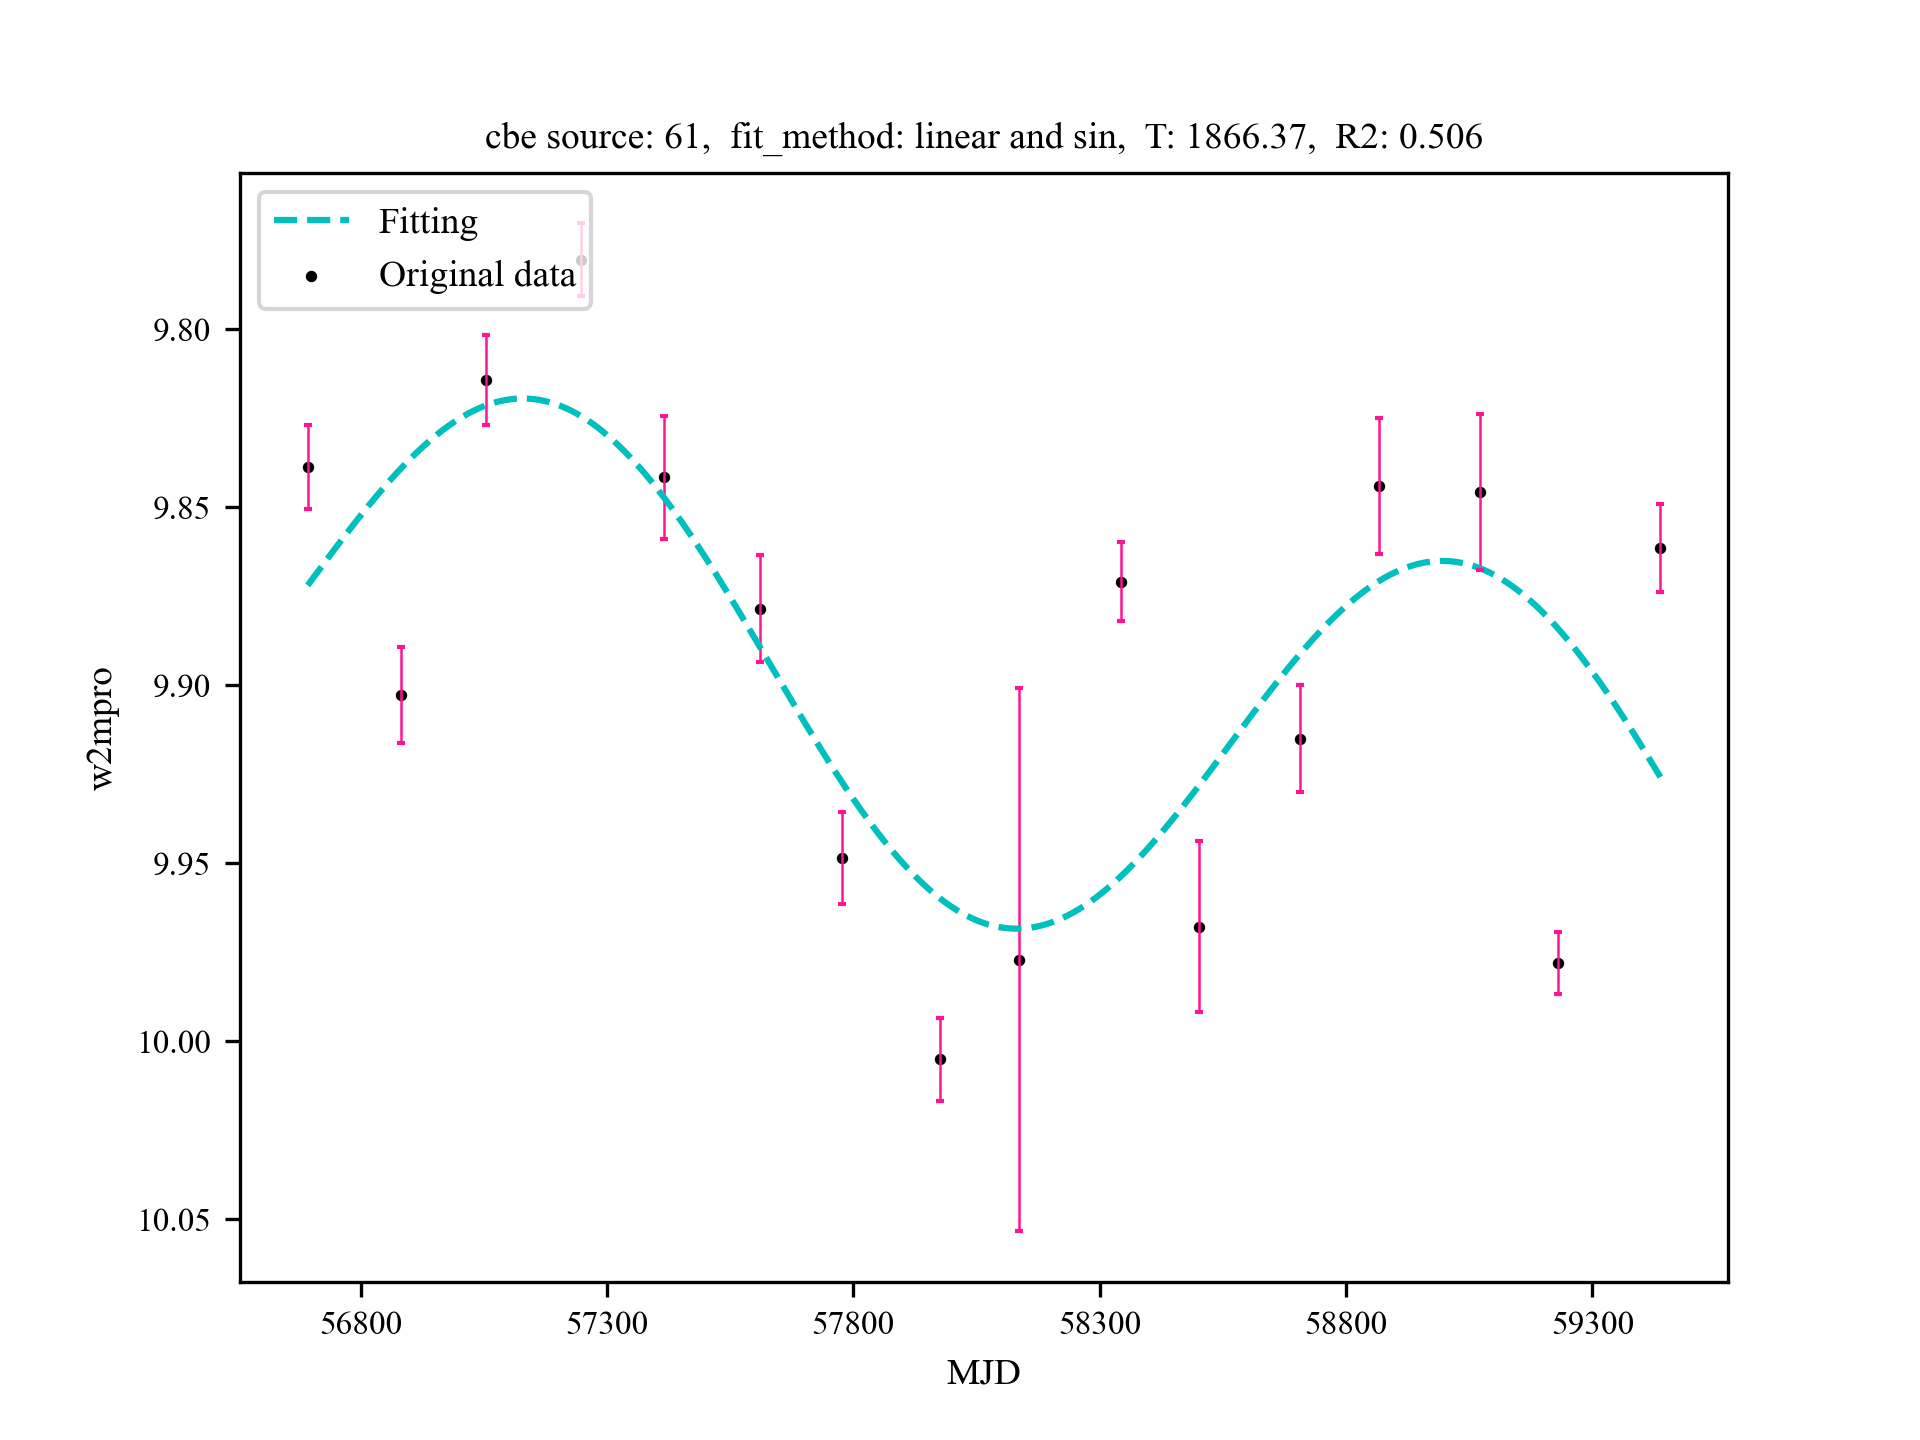 cbe source: 61,  fit_method: linear and sin,  T: 1866.37,  R2: 0.506
Fitting
Original data
9.80
9.85
9.90
9.95
10.00
10.05
w2mpro
56800 57300 57800 58300 58800 59300
MJD